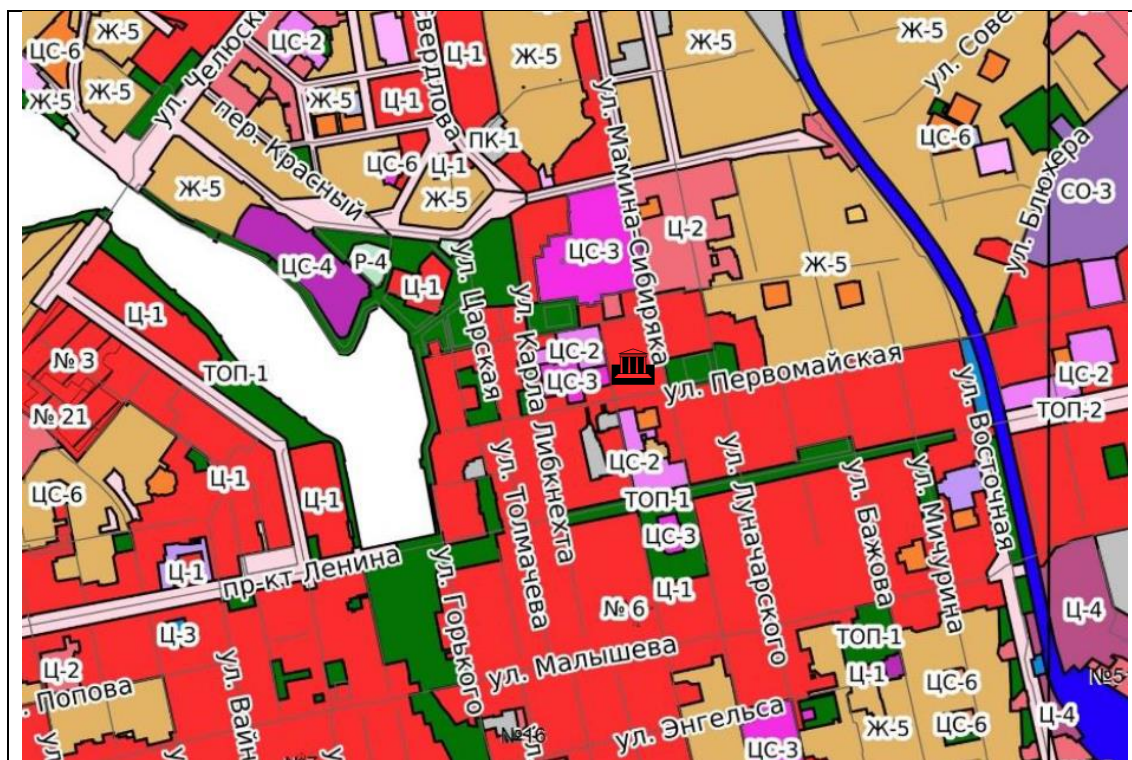 ЦС-6
Ж-5
ул. Челюски
ЦС-2
свердлова
Ц-1
Ж-5
Ж-5
Ж-5
ул. Сове
Ж-5
Ж-5
пер. Красный
Ж-5
Ц-1
ПК-1
ул. Мамина-Сибиряка
ЦС-6
ул. Блюхера
ЦС-6
Ц-1
Ж-5
Ж-5
СО-3
ЦС-4
Р-4
Ц-1
ул. Царская
ул. Карла Либкнехта
ЦС-3
Ц-2
Ж-5
Ц-1
№ 3
ТОП-1
ЦС-2
ЦС-3
ул. Первомайская
ул. Восточная
ЦС-2
ТОП-2
№ 21
ЦС-6
Ц-1
Ц-1
ул. Толмачева
ЦС-2
ТОП-1
ул. Луначарского
ул. Бажова
ул. Мичурина
ЦС-3
Ц-1
пр-кт Ленина
ул. Горького
Ц-1
№ 6
Ц-4
Ц-3
ТОП-1
Ц-2
. Попова
ул. Вайн
ул. Малышева
Ц-1
ЦС-6
№5
ул. Энгельса
Ж-5
ЦС-6
Ц-4
№16
ЦС-3
ул